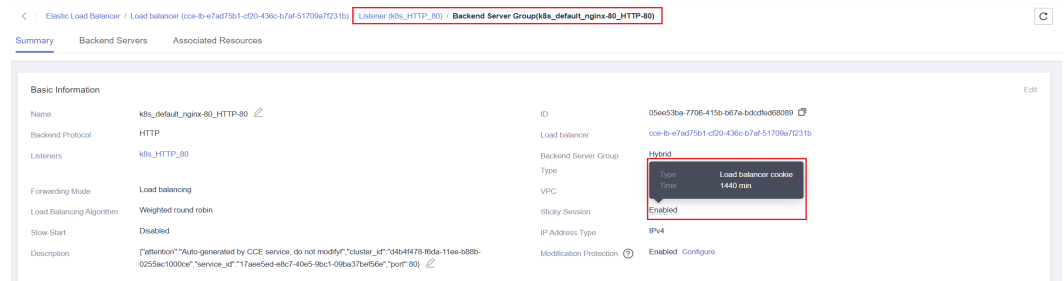 Elastic Load Balancer / Load balancer (cce-lb-e7ad75b1-cf20-436c-b7af-51709a7f231b) / Listener (k8s_HTTP_80) / Backend Server Group(k8s_default_nginx-80_HTTP-80)
Summary Backend Servers Associated Resources
Basic Information Edit
Name k8s_default_nginx-80_HTTP-80
ID 05ee53ba-7706-415b-b67a-bdcdfed68089
Backend Protocol HTTP
Load balancer cce-lb-e7ad75b1-cf20-436c-b7af-51709a7f231b
Listeners k8s_HTTP_80
Backend Server Group Hybrid
Type
Type Load balancer cookie
Time 1440 min
Forwarding Mode Load balancing
VPC
Load Balancing Algorithm Weighted round robin
Sticky Session Enabled
Slow Start Disabled
IP Address Type IPv4
Description {"attention":"Auto-generated by CCE service, do not modify!","cluster_id":"d4b4f478-f6da-11ee-b88b-
0255ac1000ce","service_id":"17aee5ed-e8c7-40e5-9bc1-09ba37bef56e","port":80}
Modification Protection ? Enabled Configure